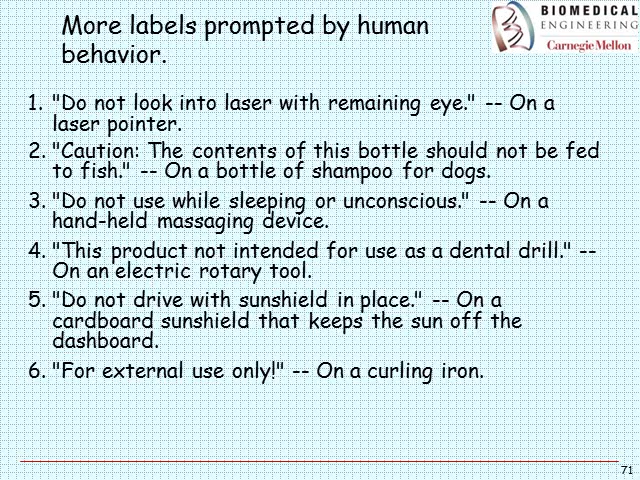 More labels prompted by human
behavior.
BIOMEDICAL
ENGINEERING
Carnegie Mellon
1. "Do not look into laser with remaining eye." -- On a
laser pointer.
2. "Caution: The contents of this bottle should not be fed
to fish." -- On a bottle of shampoo for dogs.
3. "Do not use while sleeping or unconscious." -- On a
hand-held massaging device.
4. "This product not intended for use as a dental drill." --
On an electric rotary tool.
5. "Do not drive with sunshield in place." -- On a
cardboard sunshield that keeps the sun off the
dashboard.
6. "For external use only!" -- On a curling iron.
71